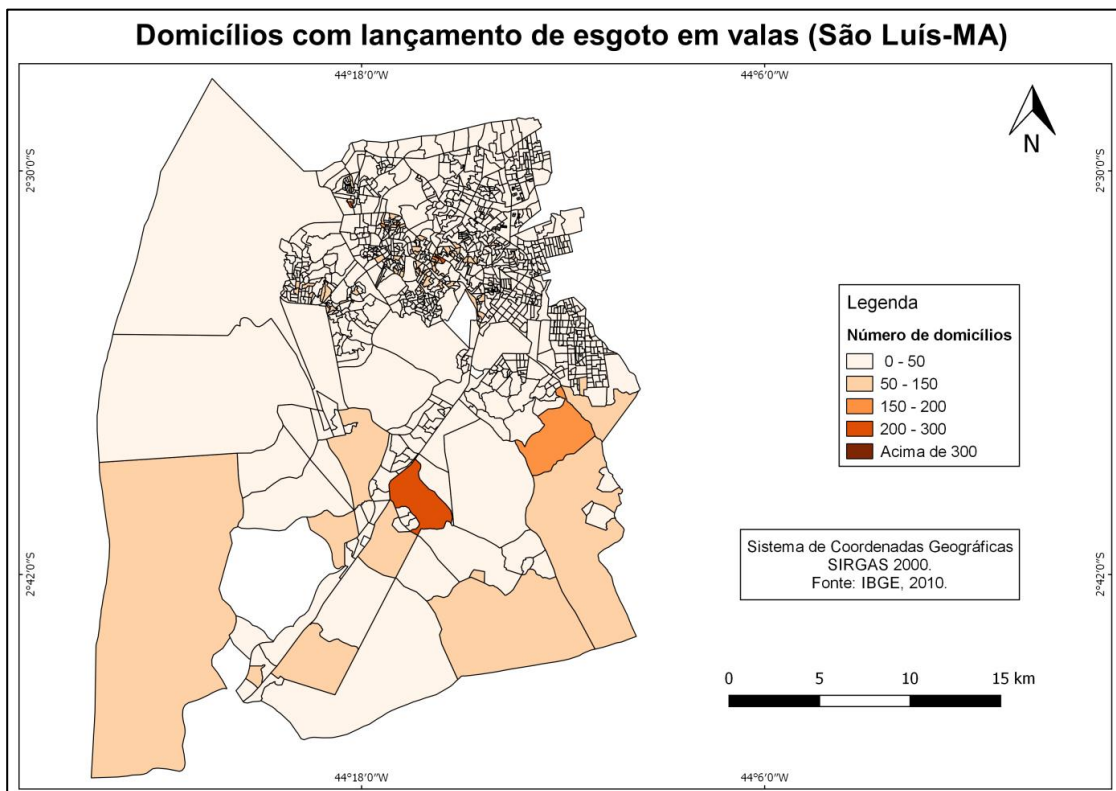 Domicílios com lançamento de esgoto em valas (São Luís-MA)
44°18'0"W
44°6'0"W
N
2°30'0"S
2°30'0"S
Legenda
Número de domicílios
0 - 50
50 - 150
150 - 200
200 - 300
Acima de 300
Sistema de Coordenadas Geográficas
SIRGAS 2000.
Fonte: IBGE, 2010.
2°42'0"S
2°42'0"S
0 5 10 15 km
44°18'0"W
44°6'0"W